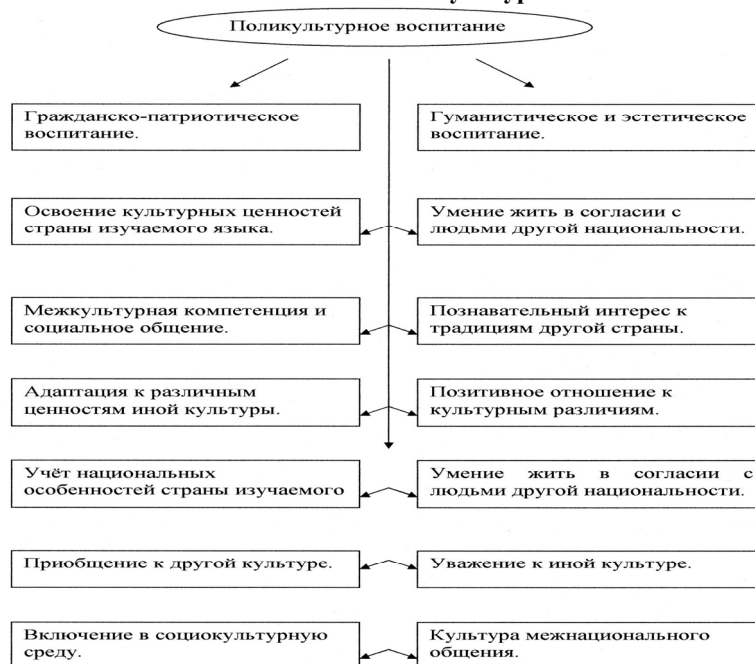 Поликультурное воспитание
Гражданско-патриотическое
воспитание.
Гуманистическое и эстетическое
воспитание.
Освоение культурных ценностей
страны изучаемого языка.
Умение жить в согласии с
людьми другой национальности.
Межкультурная компетенция и
социальное общение.
Познавательный интерес к
традициям другой страны.
Адаптация к различным
ценностям иной культуры.
Позитивное отношение к
культурным различиям.
Учёт национальных
особенностей страны изучаемого
Умение жить в согласии с
людьми другой национальности.
Приобщение к другой культуре.
Уважение к иной культуре.
Включение в социокультурную
среду.
Культура межнационального
общения.